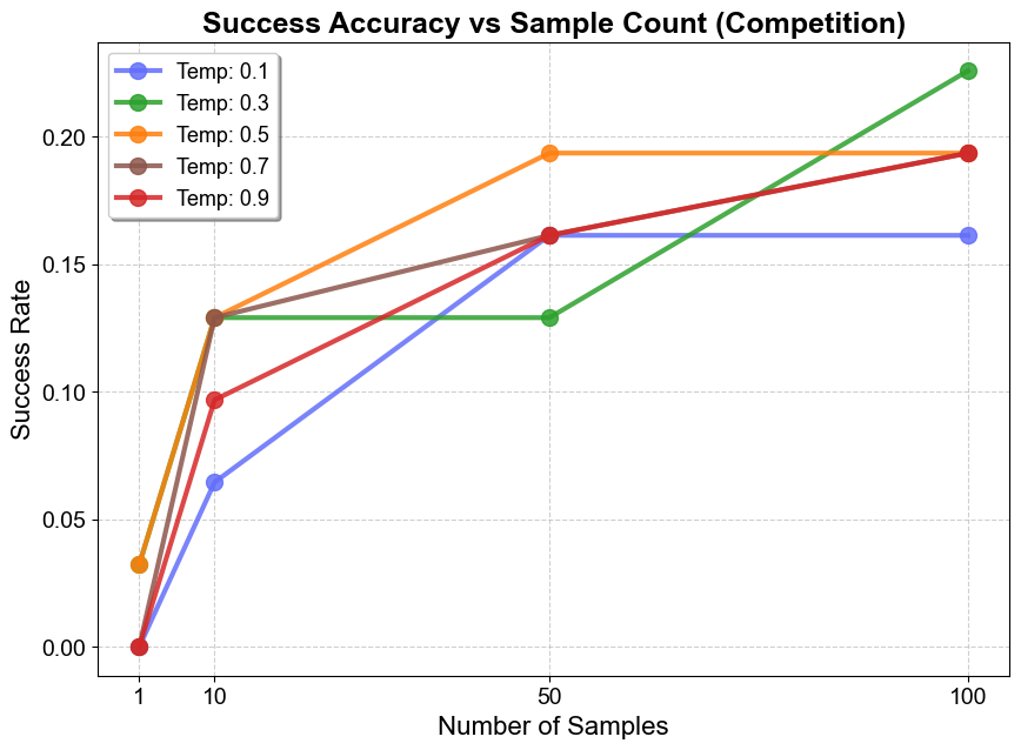 Success Accuracy vs Sample Count (Competition)
Temp: 0.1
Temp: 0.3
Temp: 0.5
Temp: 0.7
Temp: 0.9
Success Rate
0.20
0.15
0.10
0.05
0.00
1 10 50 100
Number of Samples